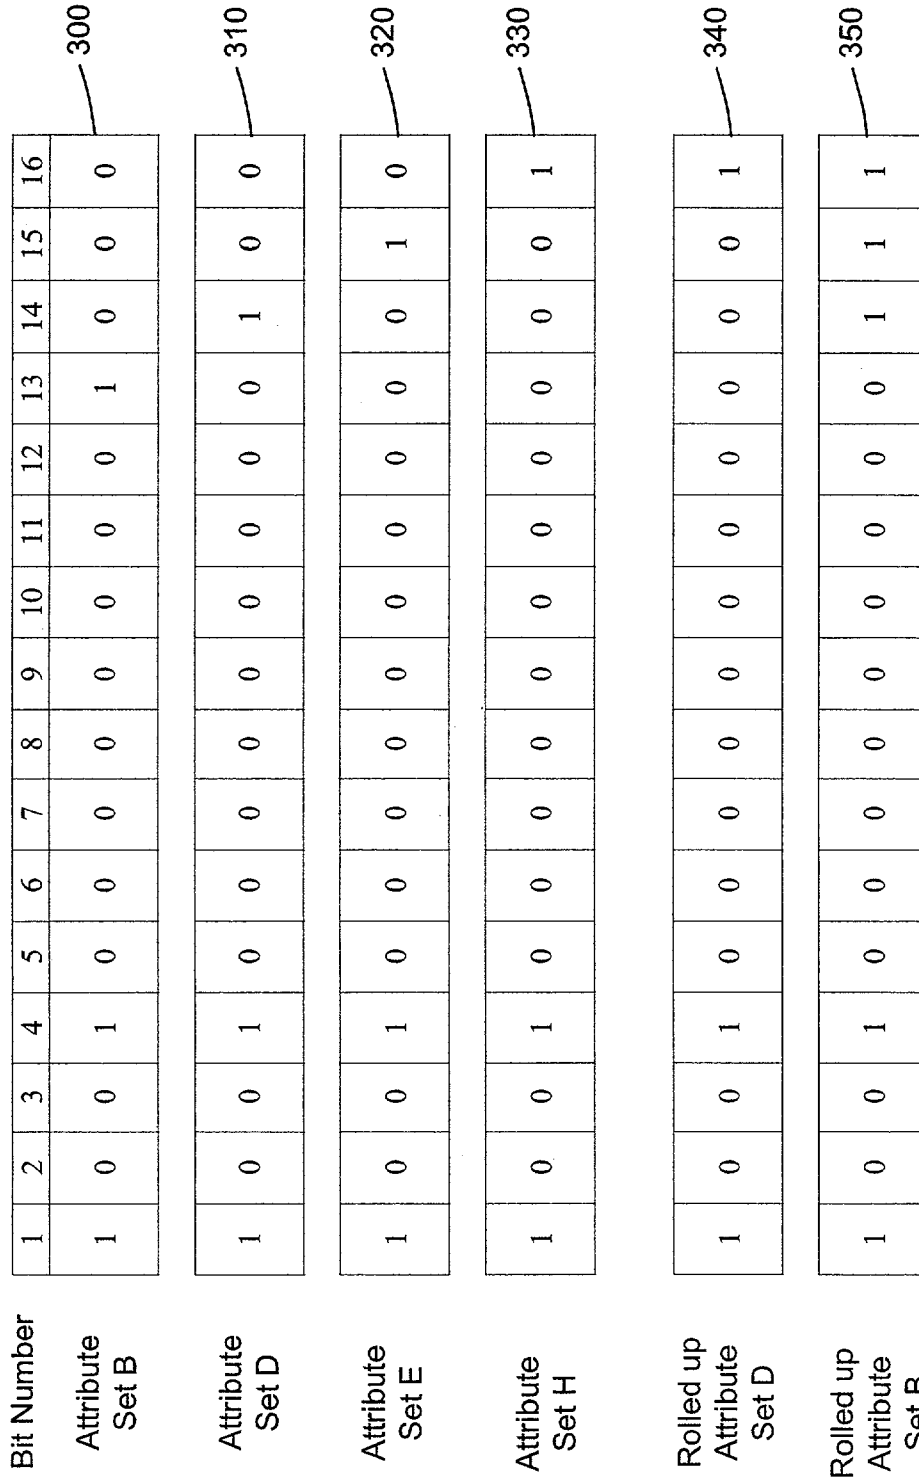 Bit Number 1 2 3 4 5 6 7 8 9 10 11 12 13 14 15 16
Attribute
Set B
1 0 0 1 0 0 0 0 0 0 0 0 1 0 0 0
300
Attribute
Set D
1 0 0 1 0 0 0 0 0 0 0 0 0 1 0 0
310
Attribute
Set E
1 0 0 1 0 0 0 0 0 0 0 0 0 0 1 0
320
Attribute
Set H
1 0 0 1 0 0 0 0 0 0 0 0 0 0 0 1
330
Rolled up
Attribute
Set D
1 0 0 1 0 0 0 0 0 0 0 0 0 0 0 1
340
Rolled up
Attribute
Set B
1 0 0 1 0 0 0 0 0 0 0 0 0 1 1 1
350